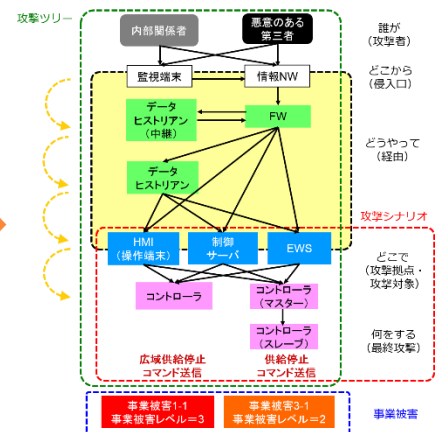 攻撃ツリー
内部関係者
悪意のある
第三者
誰が
(攻撃者)
監視端末
情報NW
どこから
(侵入口)
データ
ヒストリアン
(中継)
FW
どうやって
(経由)
データ
ヒストリアン
攻撃シナリオ
HMI
(操作端末)
制御
サーバ
EWS
どこで
(攻撃拠点・
攻撃対象)
コントローラ
コントローラ
(マスター)
コントローラ
(スレーブ)
何をする
(最終攻撃)
広域供給停止
コマンド送信
供給停止
コマンド送信
事業被害1-1
事業被害レベル=3
事業被害3-1
事業被害レベル=2
事業被害